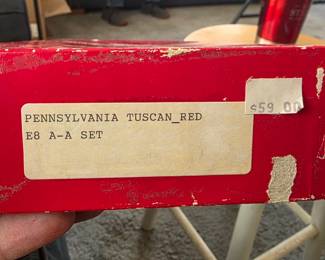 PENNSYLVANIA TUSCAN_RED
E8 A-A SET
$59.00